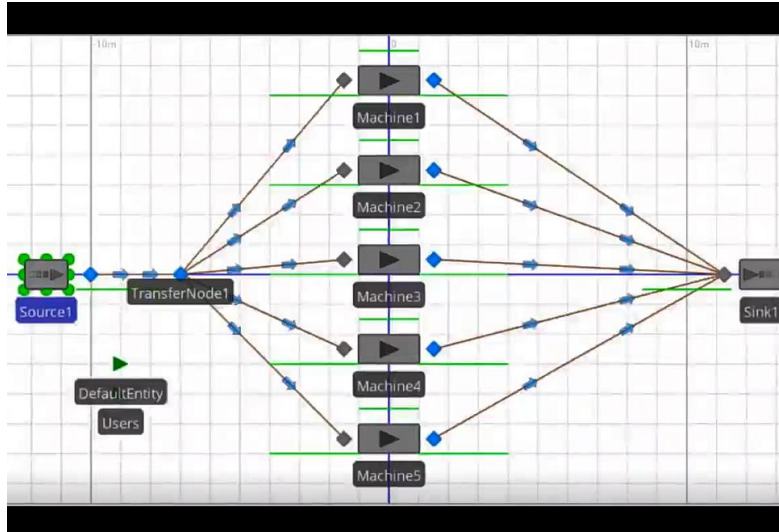 -10m
0
10m
Machine1
Machine2
Machine3
TransferNode1
Source1
Sink1
Machine4
DefaultEntity
Users
Machine5